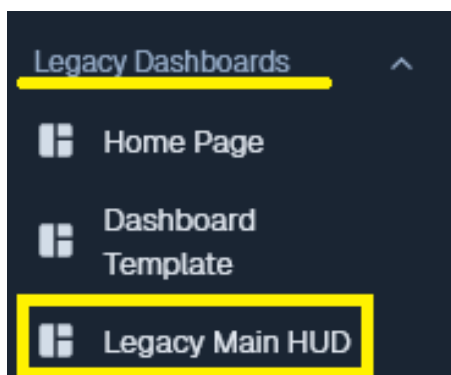 Legacy Dashboards
Home Page
Dashboard
Template
Legacy Main HUD